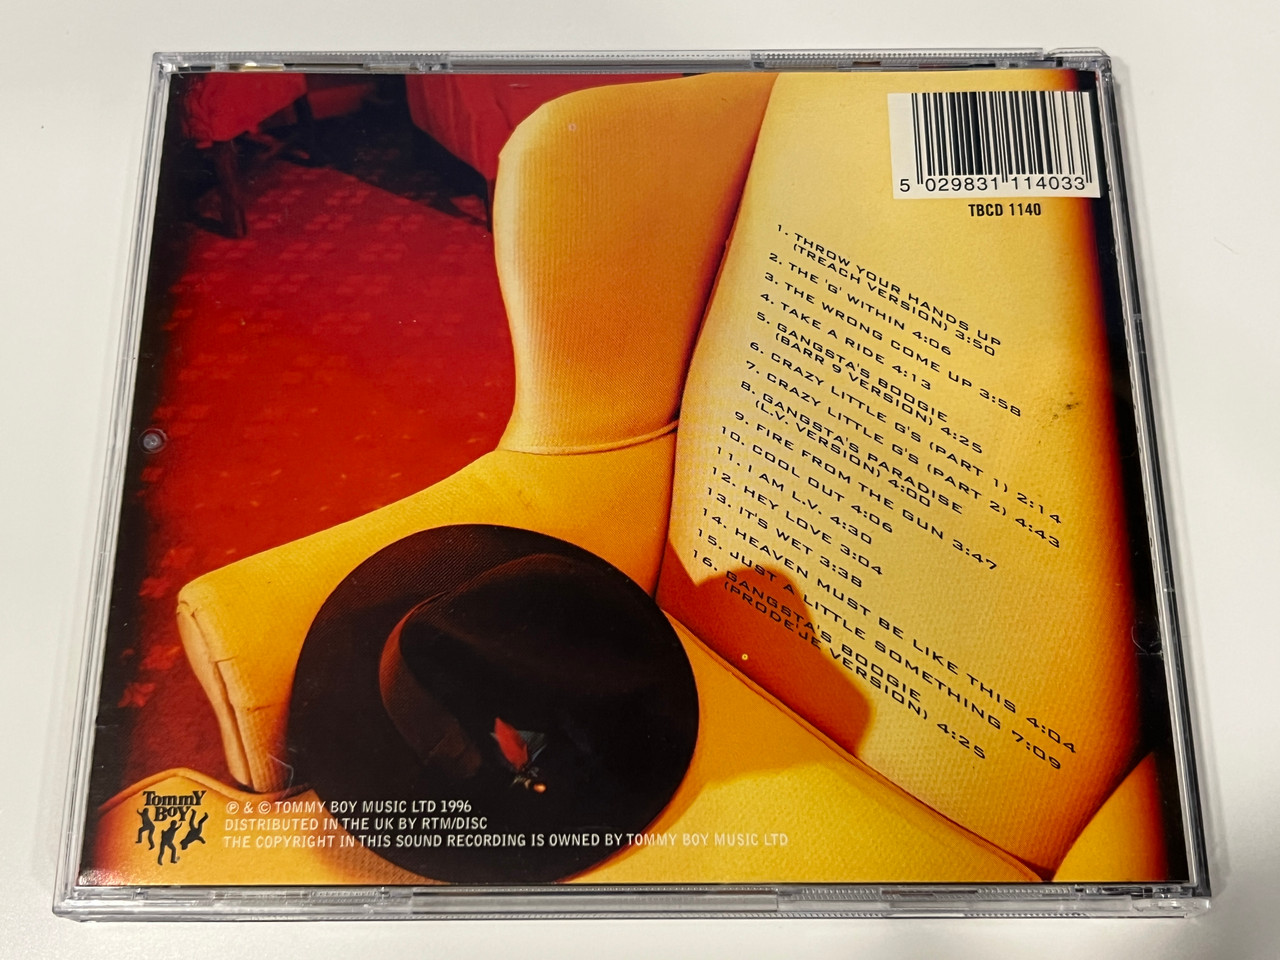 5 029831 114033
TBCD 1140
1. THROW YOUR HANDS UP
(TREACH VERSION) 3:50
2. THE 'G' WITHIN 4:06
3. THE WRONG COME UP 3:58
4. TAKE A RIDE 4:13
5. GANGSTA'S BOOGIE
(BARR 9 VERSION) 4:25
6. CRAZY LITTLE G'S (PART 1) 2:14
7. CRAZY LITTLE G'S (PART 2) 4:43
8. GANGSTA'S PARADISE
(L.V. VERSION) 4:00
9. FIRE FROM THE GUN 3:47
10. COOL OUT 4:06
11. I AM L.V. 4:30
12. HEY LOVE 3:04
13. IT'S WET 3:38
14. HEAVEN MUST BE LIKE THIS 4:04
15. JUST A LITTLE SOMETHING 7:09
16. GANGSTA'S BOOGIE
(PRODEJE VERSION) 4:25
TOMMY
BOY
℗ & © TOMMY BOY MUSIC LTD 1996
DISTRIBUTED IN THE UK BY RTM/DISC
THE COPYRIGHT IN THIS SOUND RECORDING IS OWNED BY TOMMY BOY MUSIC LTD